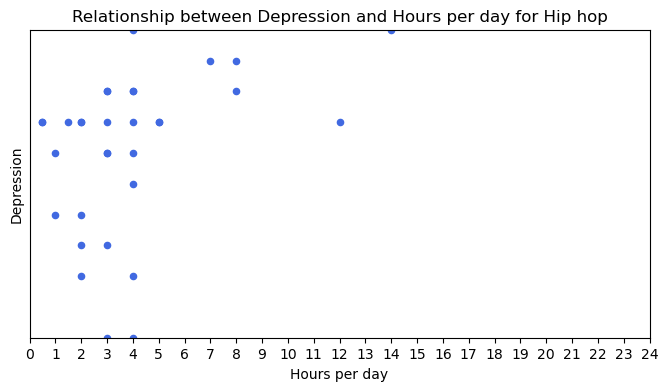 Relationship between Depression and Hours per day for Hip hop
Depression
0 1 2 3 4 5 6 7 8 9 10 11 12 13 14 15 16 17 18 19 20 21 22 23 24
Hours per day